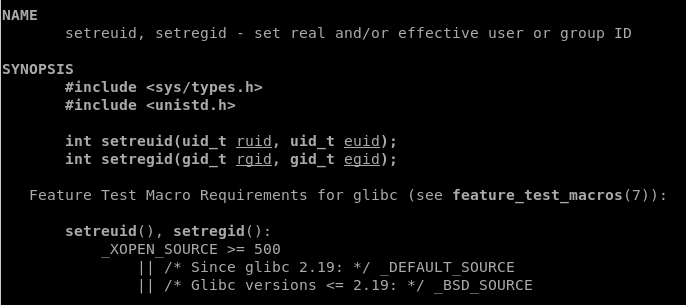 NAME
setreuid, setregid - set real and/or effective user or group ID
SYNOPSIS
#include <sys/types.h>
#include <unistd.h>
int setreuid(uid_t ruid, uid_t euid);
int setregid(gid_t rgid, gid_t egid);
Feature Test Macro Requirements for glibc (see feature_test_macros(7)):
setreuid(), setregid():
_XOPEN_SOURCE >= 500
|| /* Since glibc 2.19: */ _DEFAULT_SOURCE
|| /* Glibc versions <= 2.19: */ _BSD_SOURCE